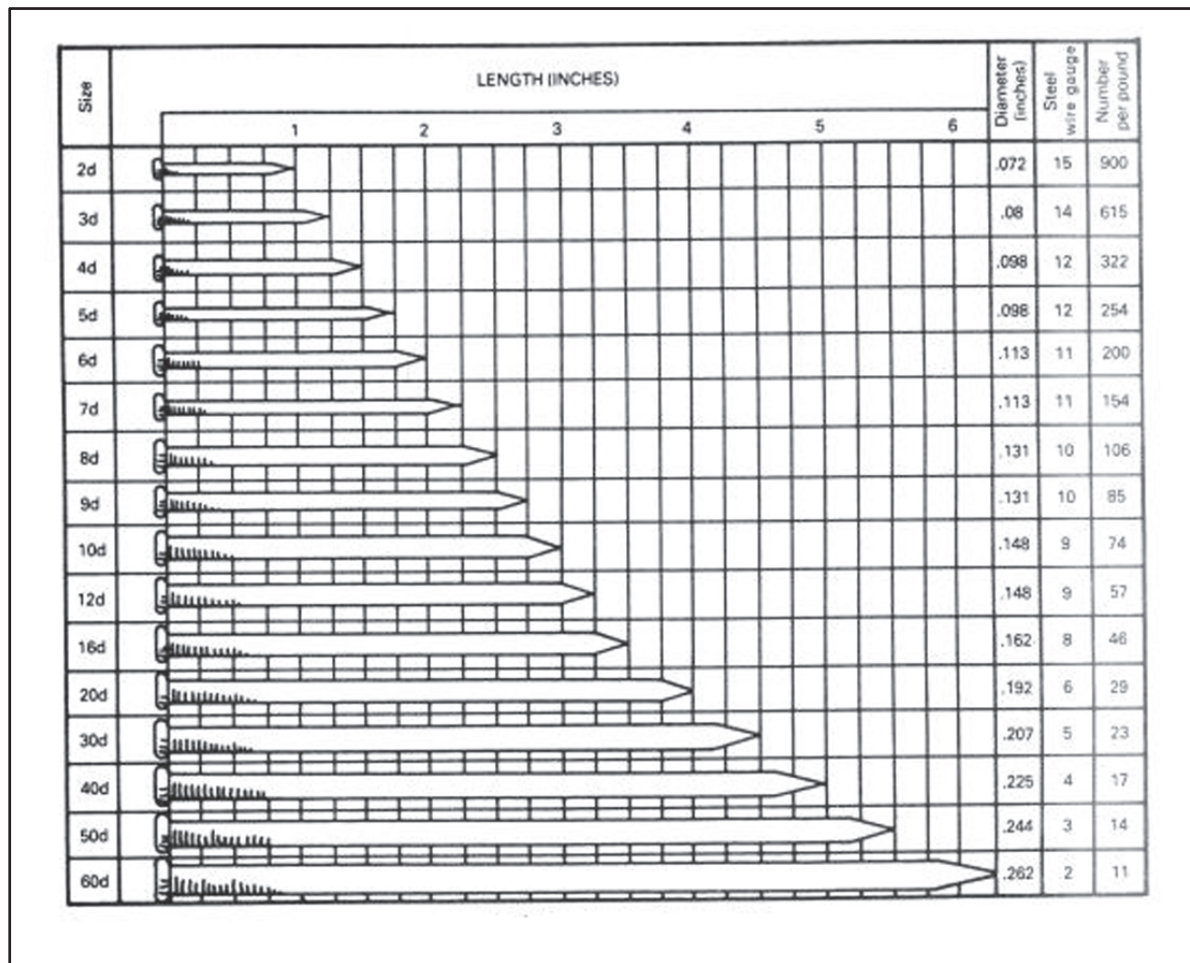 Size
LENGTH (INCHES)
Diameter
(inches)
Steel
wire gauge
Number
per pound
1 2 3 4 5 6
2d .072 15 900
3d .08 14 615
4d .098 12 322
5d .098 12 254
6d .113 11 200
7d .113 11 154
8d .131 10 106
9d .131 10 85
10d .148 9 74
12d .148 9 57
16d .162 8 46
20d .192 6 29
30d .207 5 23
40d .225 4 17
50d .244 3 14
60d .262 2 11